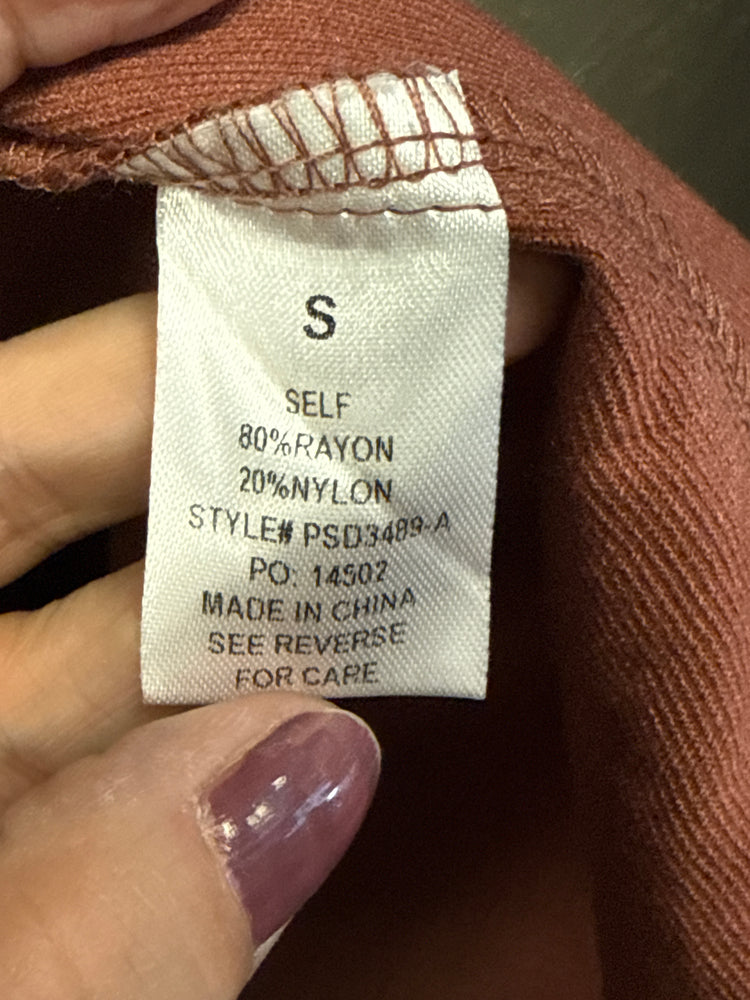 S
SELF
80%RAYON
20%NYLON
STYLE# PSD3489-A
PO: 14502
MADE IN CHINA
SEE REVERSE
FOR CARE